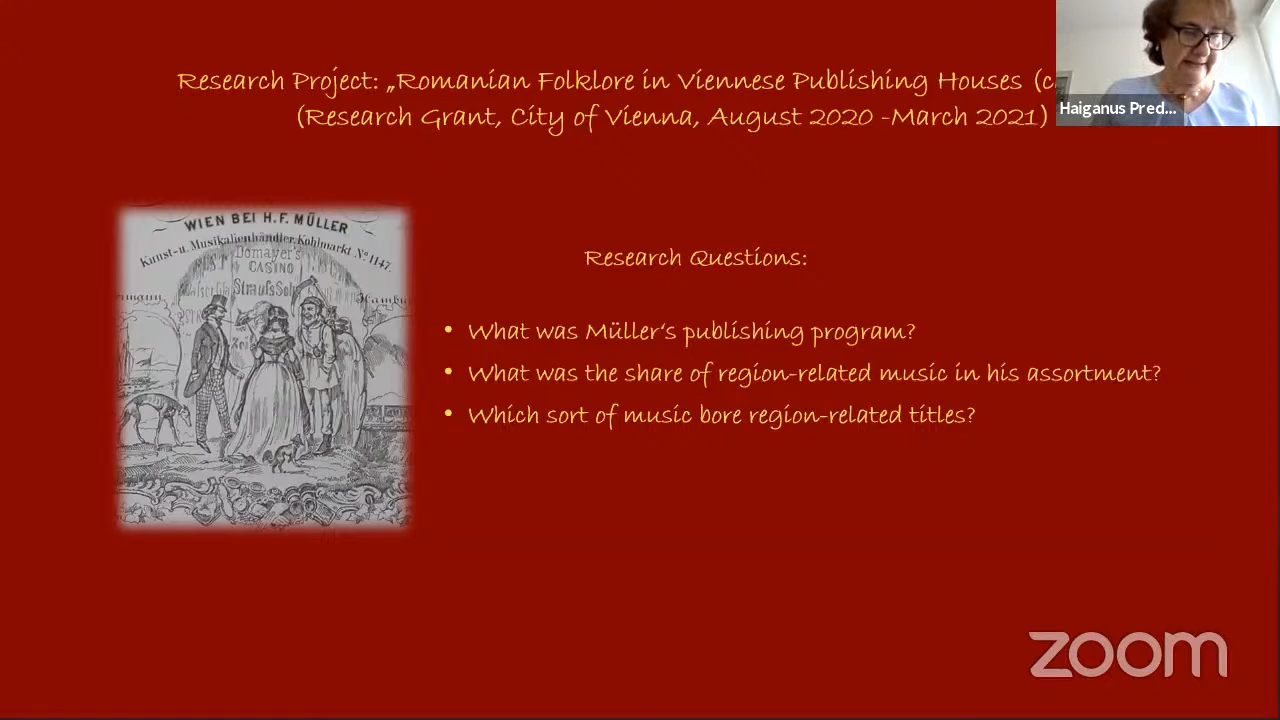 Research Project: „Romanian Folklore in Viennese Publishing Houses
(Research Grant, City of Vienna, August 2020 -March 2021)
Haiganus Pred...
WIEN BEI H.F. MÜLLER
Kunst-u. Musikalienhändler, Kohlmarkt No 1147.
Domayer's
CASINO
Research Questions:
• What was Müller's publishing program?
• What was the share of region-related music in his assortment?
• Which sort of music bore region-related titles?
zoom